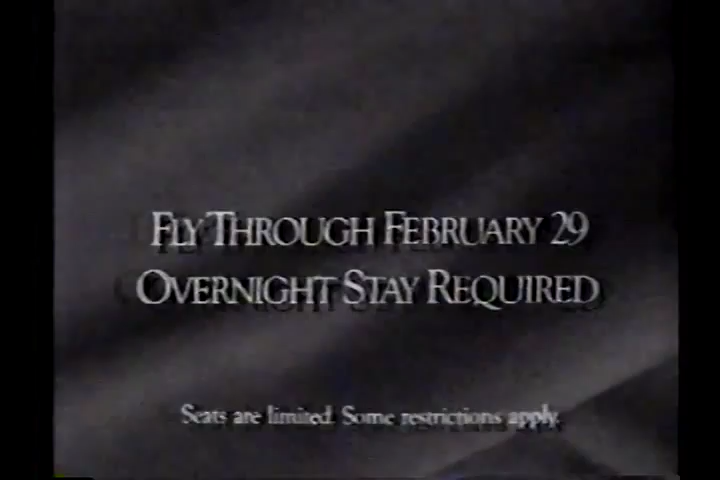 FLY THROUGH FEBRUARY 29
OVERNIGHT STAY REQUIRED
Seats are limited. Some restrictions apply.